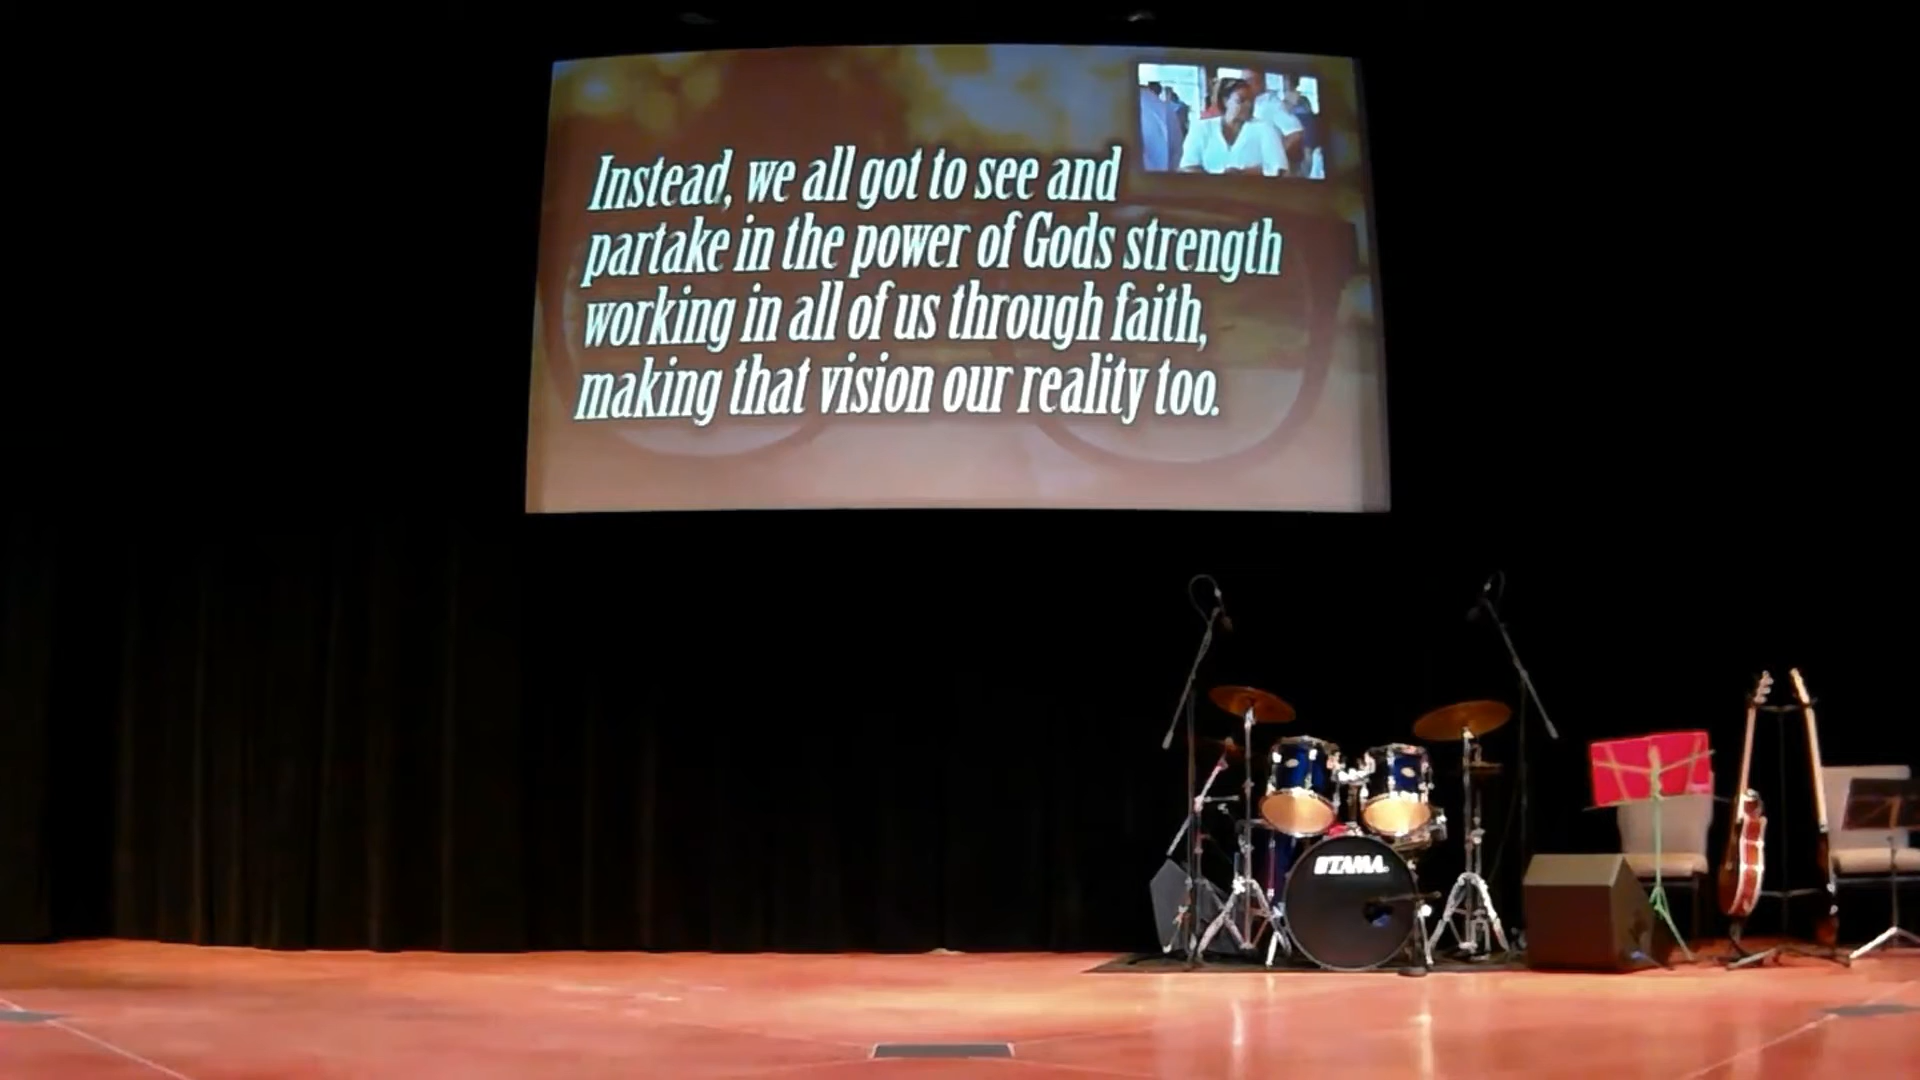 Instead, we all got to see and
partake in the power of Gods strength
working in all of us through faith,
making that vision our reality too.
TAMA